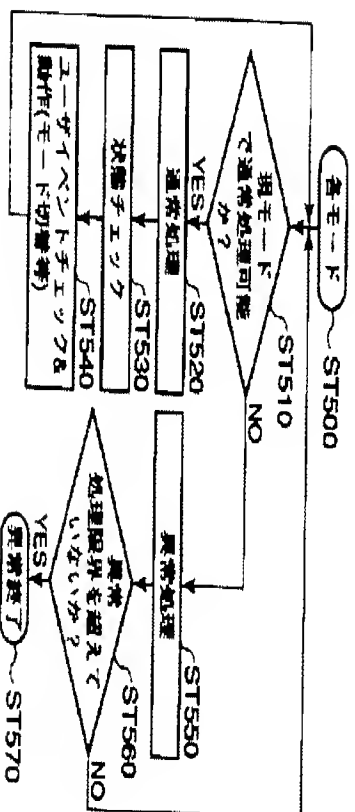 各モード
ST500
現モード
で通常処理可能
か?
ST510
YES
NO
通常処理
ST520
状態チェック
ST530
ユーザイベントチェック&
動作(モード切替等)
ST540
異常処理
ST550
異常
処理限界を超えて
いないか?
ST560
YES
NO
異常終了
ST570